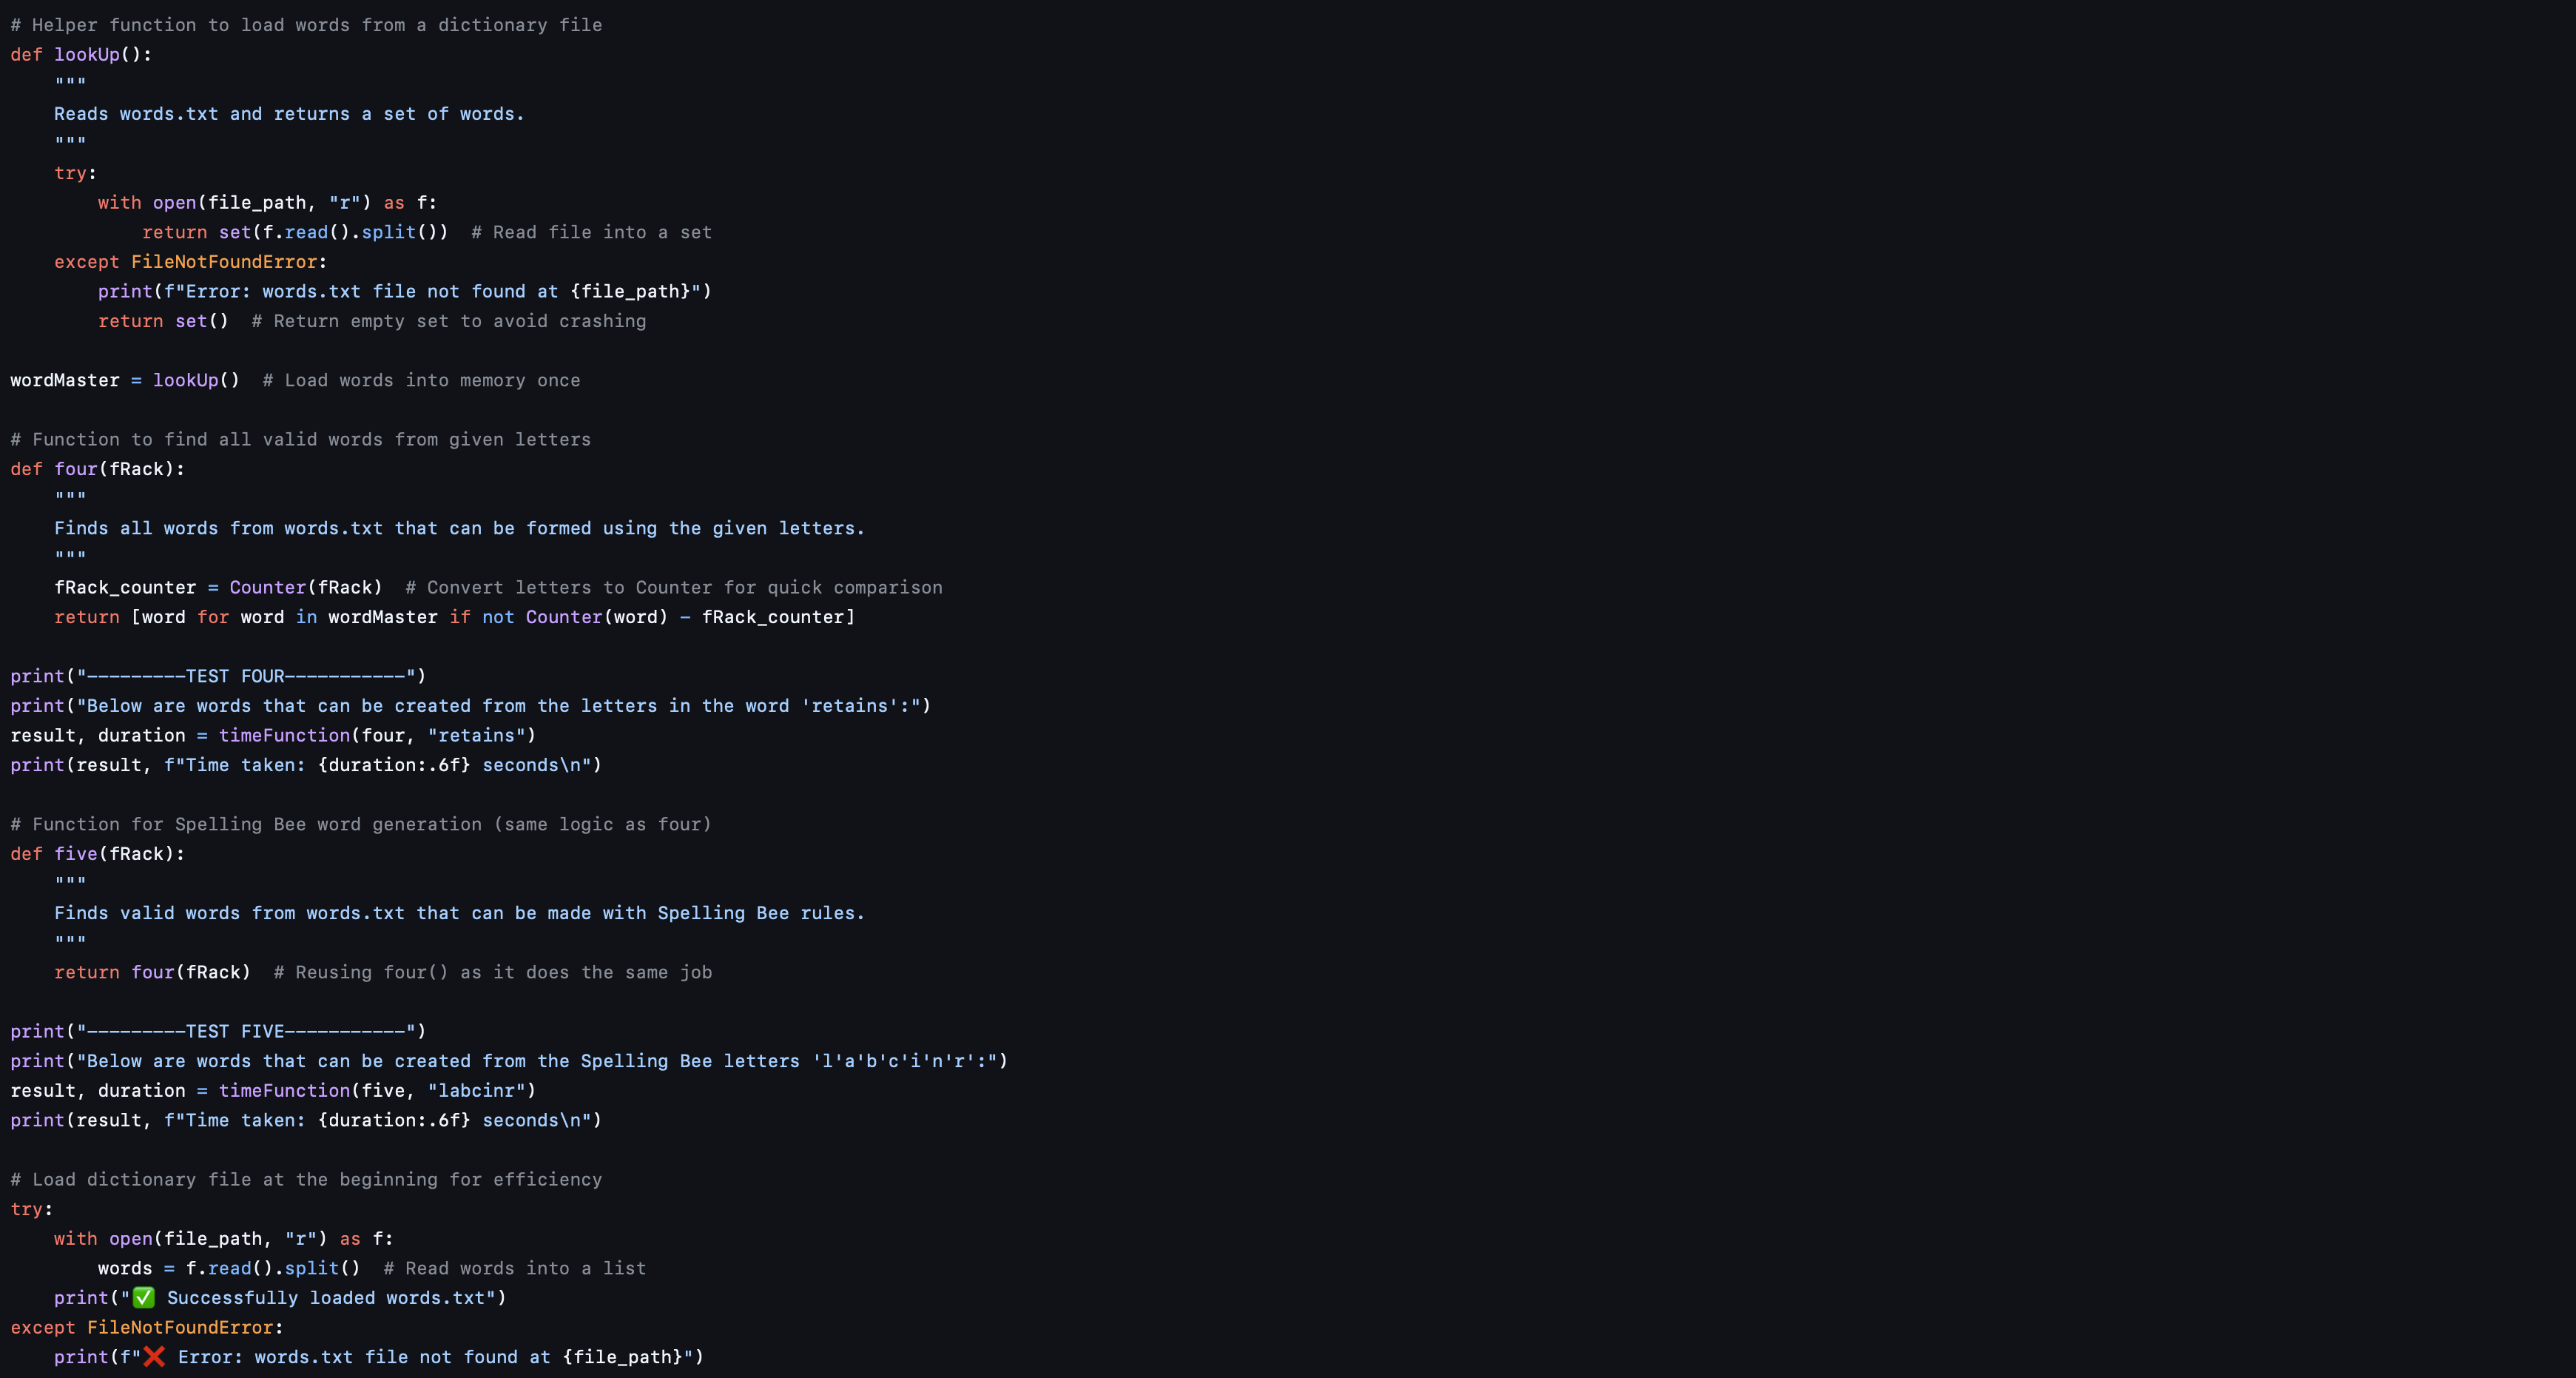 # Helper function to load words from a dictionary file
def lookUp():
    """
    Reads words.txt and returns a set of words.
    """
    try:
        with open(file_path, "r") as f:
            return set(f.read().split())  # Read file into a set
    except FileNotFoundError:
        print(f"Error: words.txt file not found at {file_path}")
        return set()  # Return empty set to avoid crashing

wordMaster = lookUp()  # Load words into memory once

# Function to find all valid words from given letters
def four(fRack):
    """
    Finds all words from words.txt that can be formed using the given letters.
    """
    fRack_counter = Counter(fRack)  # Convert letters to Counter for quick comparison
    return [word for word in wordMaster if not Counter(word) - fRack_counter]

print("---------TEST FOUR-----------")
print("Below are words that can be created from the letters in the word 'retains':")
result, duration = timeFunction(four, "retains")
print(result, f"Time taken: {duration:.6f} seconds\n")

# Function for Spelling Bee word generation (same logic as four)
def five(fRack):
    """
    Finds valid words from words.txt that can be made with Spelling Bee rules.
    """
    return four(fRack)  # Reusing four() as it does the same job

print("---------TEST FIVE-----------")
print("Below are words that can be created from the Spelling Bee letters 'l'a'b'c'i'n'r':")
result, duration = timeFunction(five, "labcinr")
print(result, f"Time taken: {duration:.6f} seconds\n")

# Load dictionary file at the beginning for efficiency
try:
    with open(file_path, "r") as f:
        words = f.read().split()  # Read words into a list
    print("✅ Successfully loaded words.txt")
except FileNotFoundError:
    print(f"❌ Error: words.txt file not found at {file_path}")